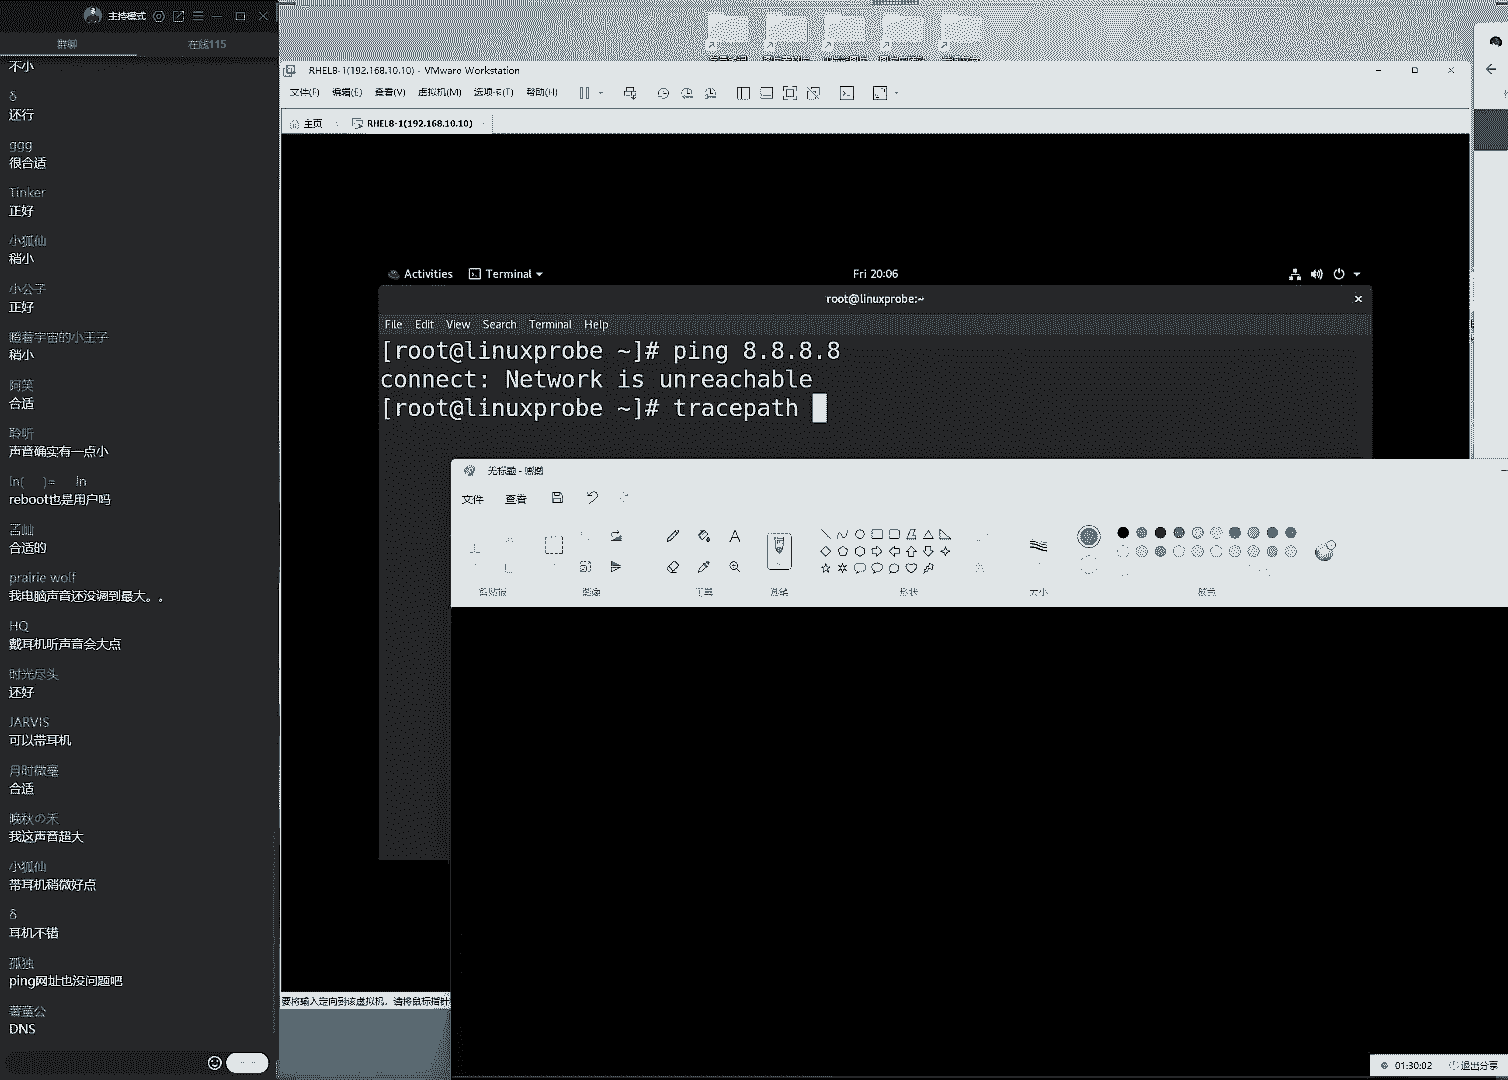 主持模式
群聊
在线115
不小
δ
还行
ggg
很合适
Tinker
正好
小狐仙
稍小
小公子
正好
瞪着宇宙的小王子
稍小
阿笑
合适
聆听
声音确实有一点小
ln( )= ln
reboot也是用户吗
合适的
prairie wolf
我电脑声音还没调到最大。。
HQ
戴耳机听声音会大点
时光尽头
还好
JARVIS
可以带耳机
月时微毫
合适
晚秋の禾
我这声音超大
小狐仙
带耳机稍微好点
δ
耳机不错
孤独
ping网址也没问题吧
DNS
RHEL8-1(192.168.10.10) - VMware Workstation
文件(F) 编辑(E) 查看(V) 虚拟机(M) 选项卡(T) 帮助(H)
主页
RHEL8-1(192.168.10.10)
Activities
Terminal
Fri 20:06
root@linuxprobe:~
File Edit View Search Terminal Help
[root@linuxprobe ~]# ping 8.8.8.8
connect: Network is unreachable
[root@linuxprobe ~]# tracepath
无标题 - 画图
文件 查看
剪贴板 图像 工具 画笔 形状 大小 颜色
要将输入定向到该虚拟机，请将鼠标指针
01:30:02
退出分享